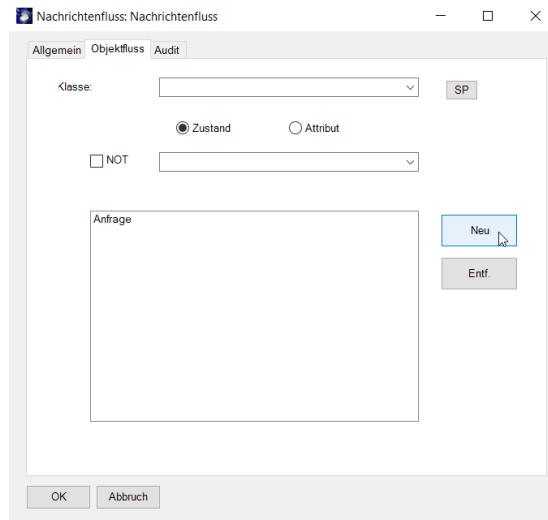 Nachrichtenfluss: Nachrichtenfluss
Allgemein Objektfluss Audit
Klasse: SP
Zustand Attribut
NOT
Anfrage
Neu
Entf.
OK Abbruch